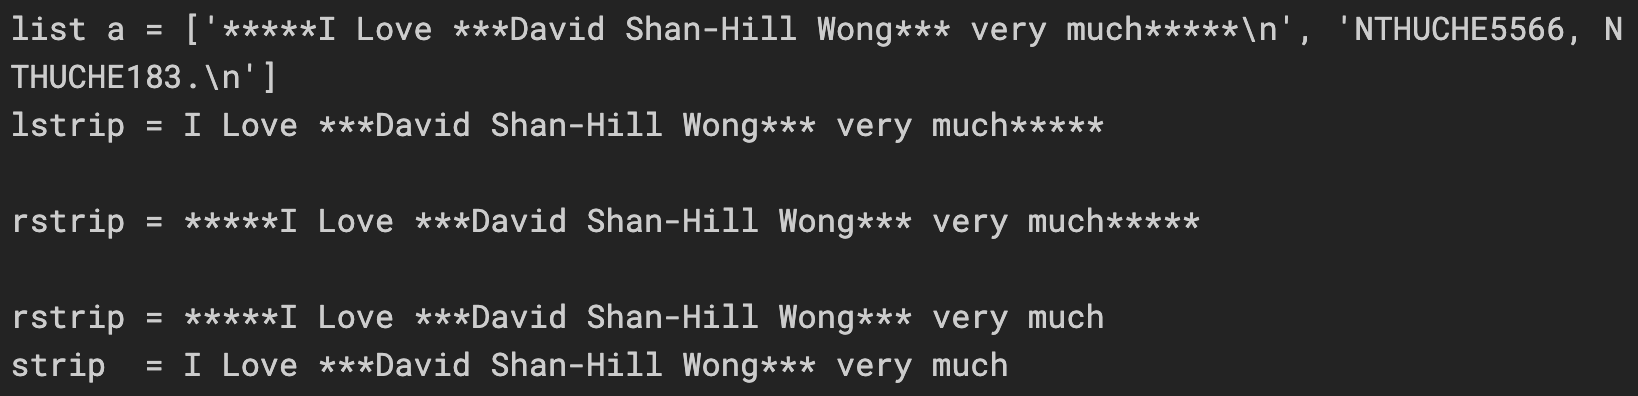 list a = ['*****I Love ***David Shan-Hill Wong*** very much*****\n', 'NTHUCHE5566, N
THUCHE183.\n']
lstrip = I Love ***David Shan-Hill Wong*** very much*****
rstrip = *****I Love ***David Shan-Hill Wong*** very much*****
rstrip = *****I Love ***David Shan-Hill Wong*** very much
strip  = I Love ***David Shan-Hill Wong*** very much